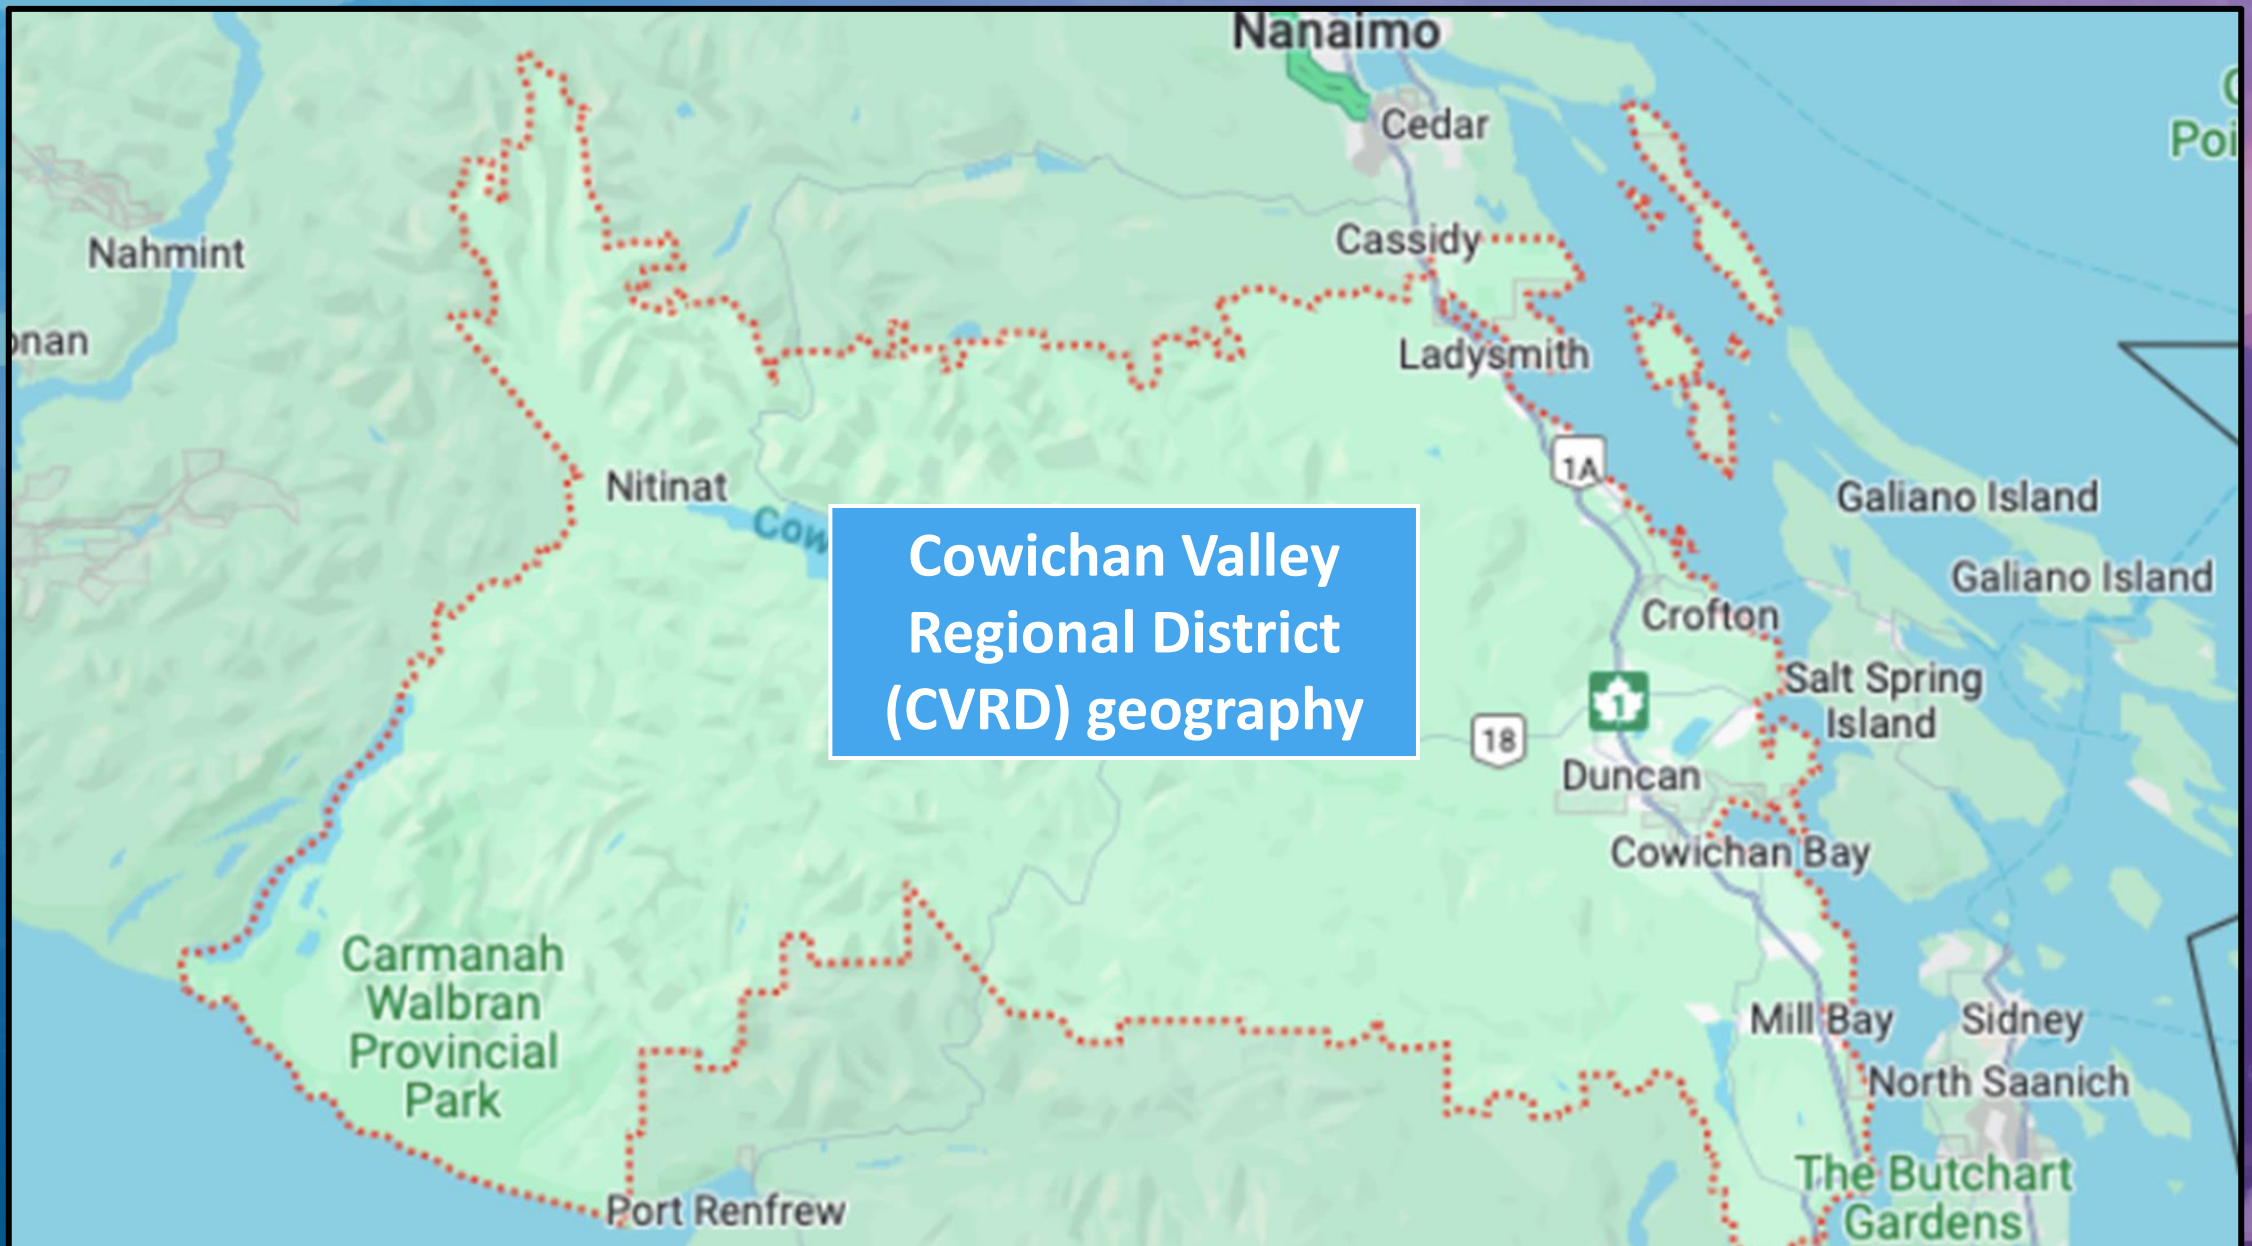 Nanaimo
Poi
Cedar
Cassidy
Nahmint
onan
Ladysmith
1A
Nitinat
Cow
Galiano Island
Galiano Island
Cowichan Valley
Regional District
(CVRD) geography
Crofton
Salt Spring
Island
1
18
Duncan
Cowichan Bay
Carmanah
Walbran
Provincial
Park
Mill Bay
Sidney
North Saanich
The Butchart
Gardens
Port Renfrew